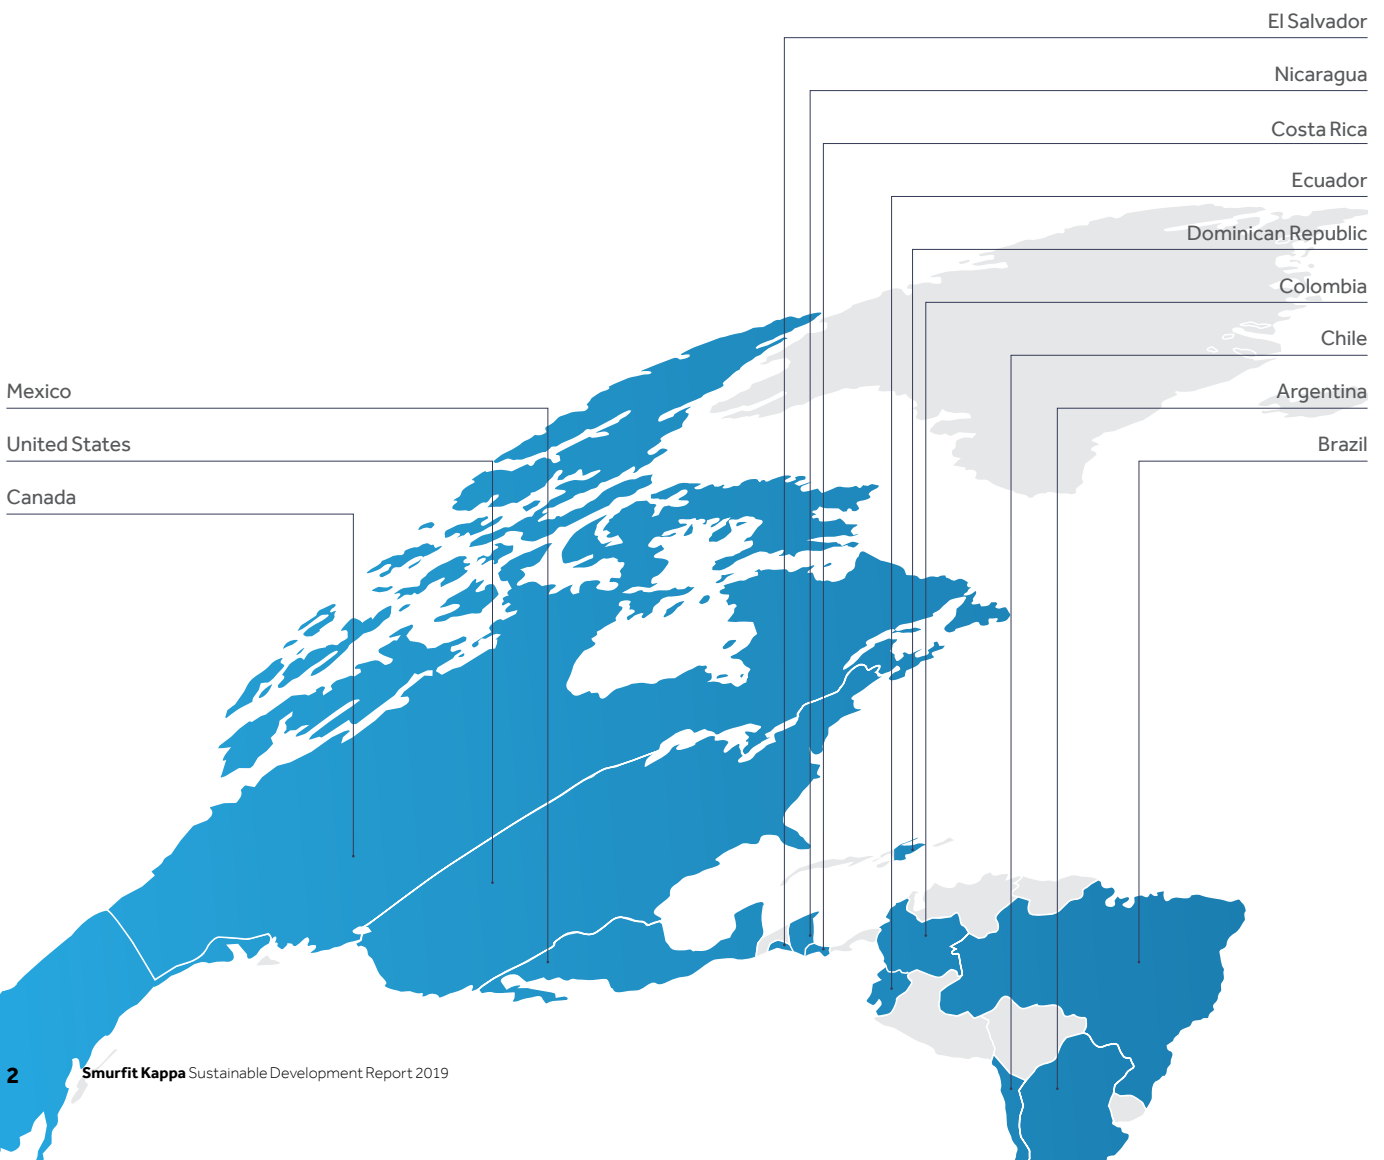 El Salvador
Nicaragua
Costa Rica
Ecuador
Dominican Republic
Colombia
Chile
Argentina
Brazil
Mexico
United States
Canada
2
Smurfit Kappa Sustainable Development Report 2019